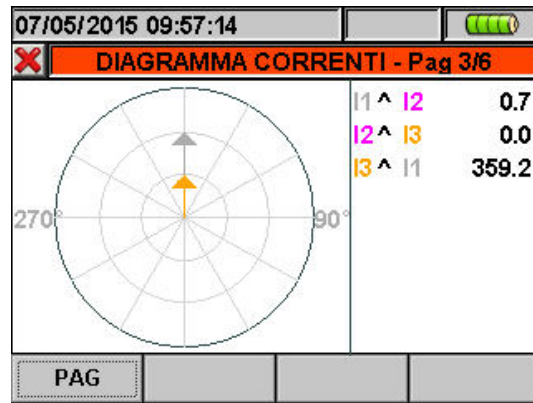 07/05/2015 09:57:14
DIAGRAMMA CORRENTI - Pag 3/6
I1 ^ I2 0.7
I2 ^ I3 0.0
I3 ^ I1 359.2
270° 90°
PAG